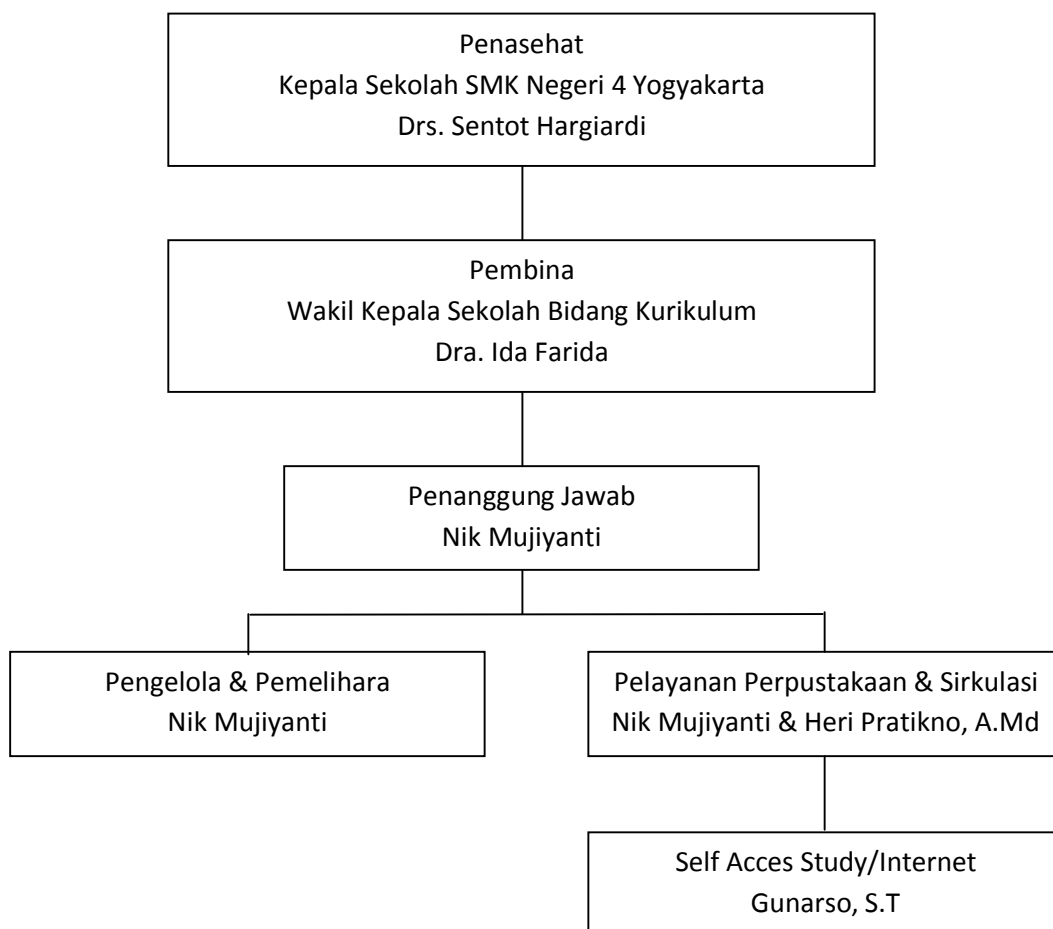 Penasehat
Kepala Sekolah SMK Negeri 4 Yogyakarta
Drs. Sentot Hargiardi
Pembina
Wakil Kepala Sekolah Bidang Kurikulum
Dra. Ida Farida
Penanggung Jawab
Nik Mujiyanti
Pengelola & Pemelihara
Nik Mujiyanti
Pelayanan Perpustakaan & Sirkulasi
Nik Mujiyanti & Heri Pratikno, A.Md
Self Acces Study/Internet
Gunarso, S.T